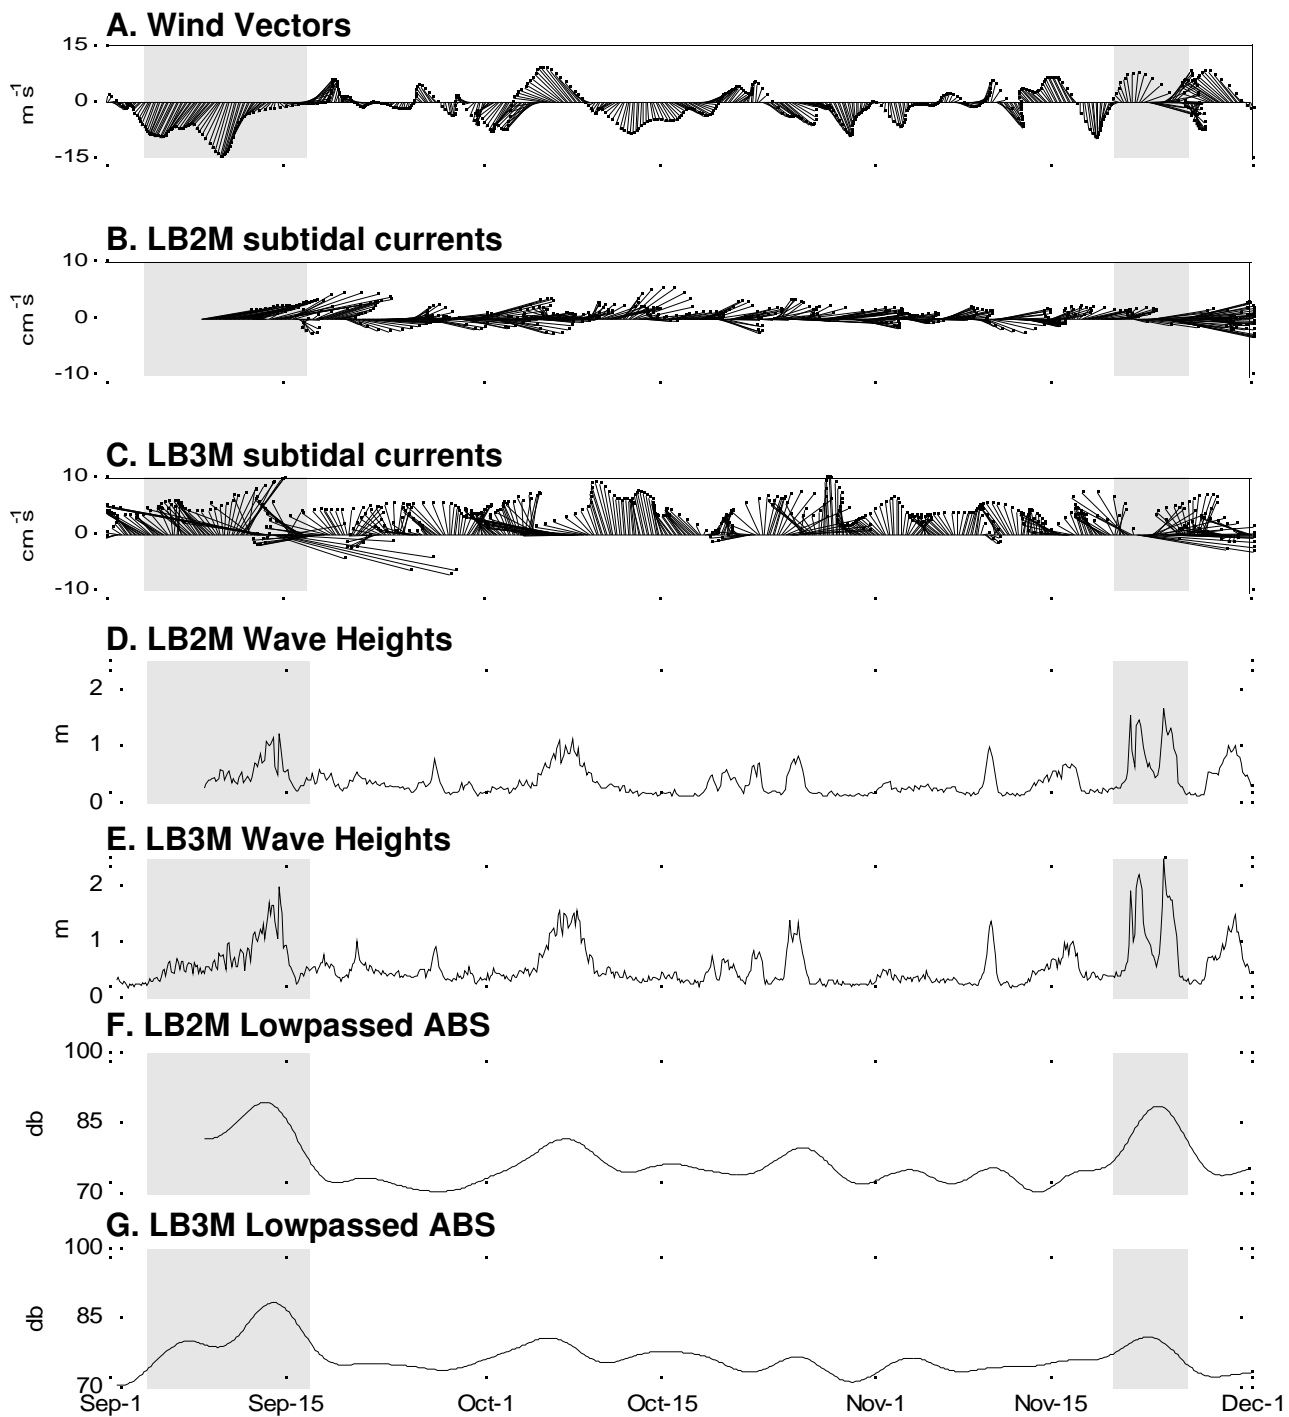 A. Wind Vectors
15
0
-15
m s-1
B. LB2M subtidal currents
10
0
-10
cm s-1
C. LB3M subtidal currents
10
0
-10
cm s-1
D. LB2M Wave Heights
2
1
0
m
E. LB3M Wave Heights
2
1
0
m
F. LB2M Lowpassed ABS
100
85
70
db
G. LB3M Lowpassed ABS
100
85
70
db
Sep-1 Sep-15 Oct-1 Oct-15 Nov-1 Nov-15 Dec-1